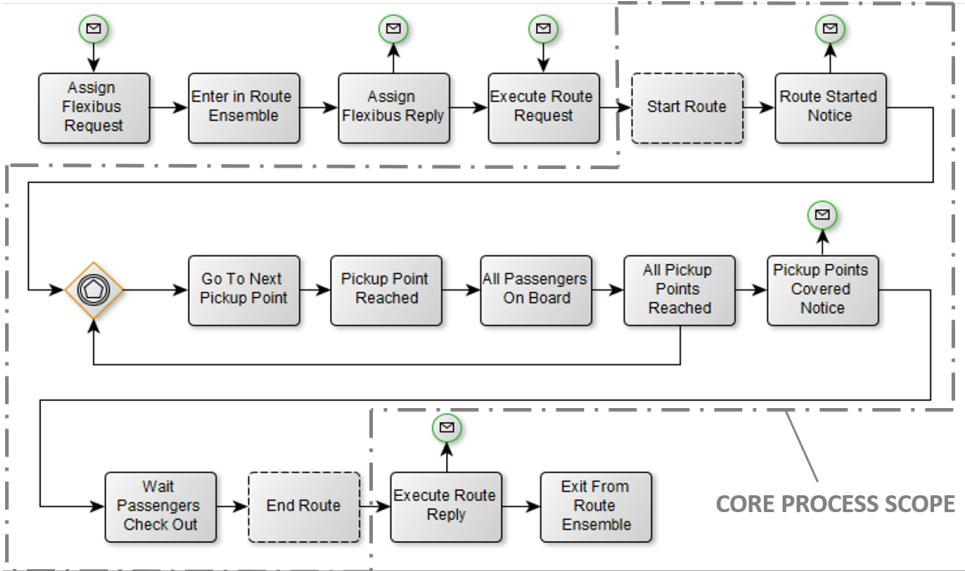 Assign
Flexibus
Request
Enter in Route
Ensemble
Assign
Flexibus Reply
Execute Route
Request
Start Route
Route Started
Notice
Go To Next
Pickup Point
Pickup Point
Reached
All Passengers
On Board
All Pickup
Points
Reached
Pickup Points
Covered
Notice
Wait
Passengers
Check Out
End Route
Execute Route
Reply
Exit From
Route
Ensemble
CORE PROCESS SCOPE